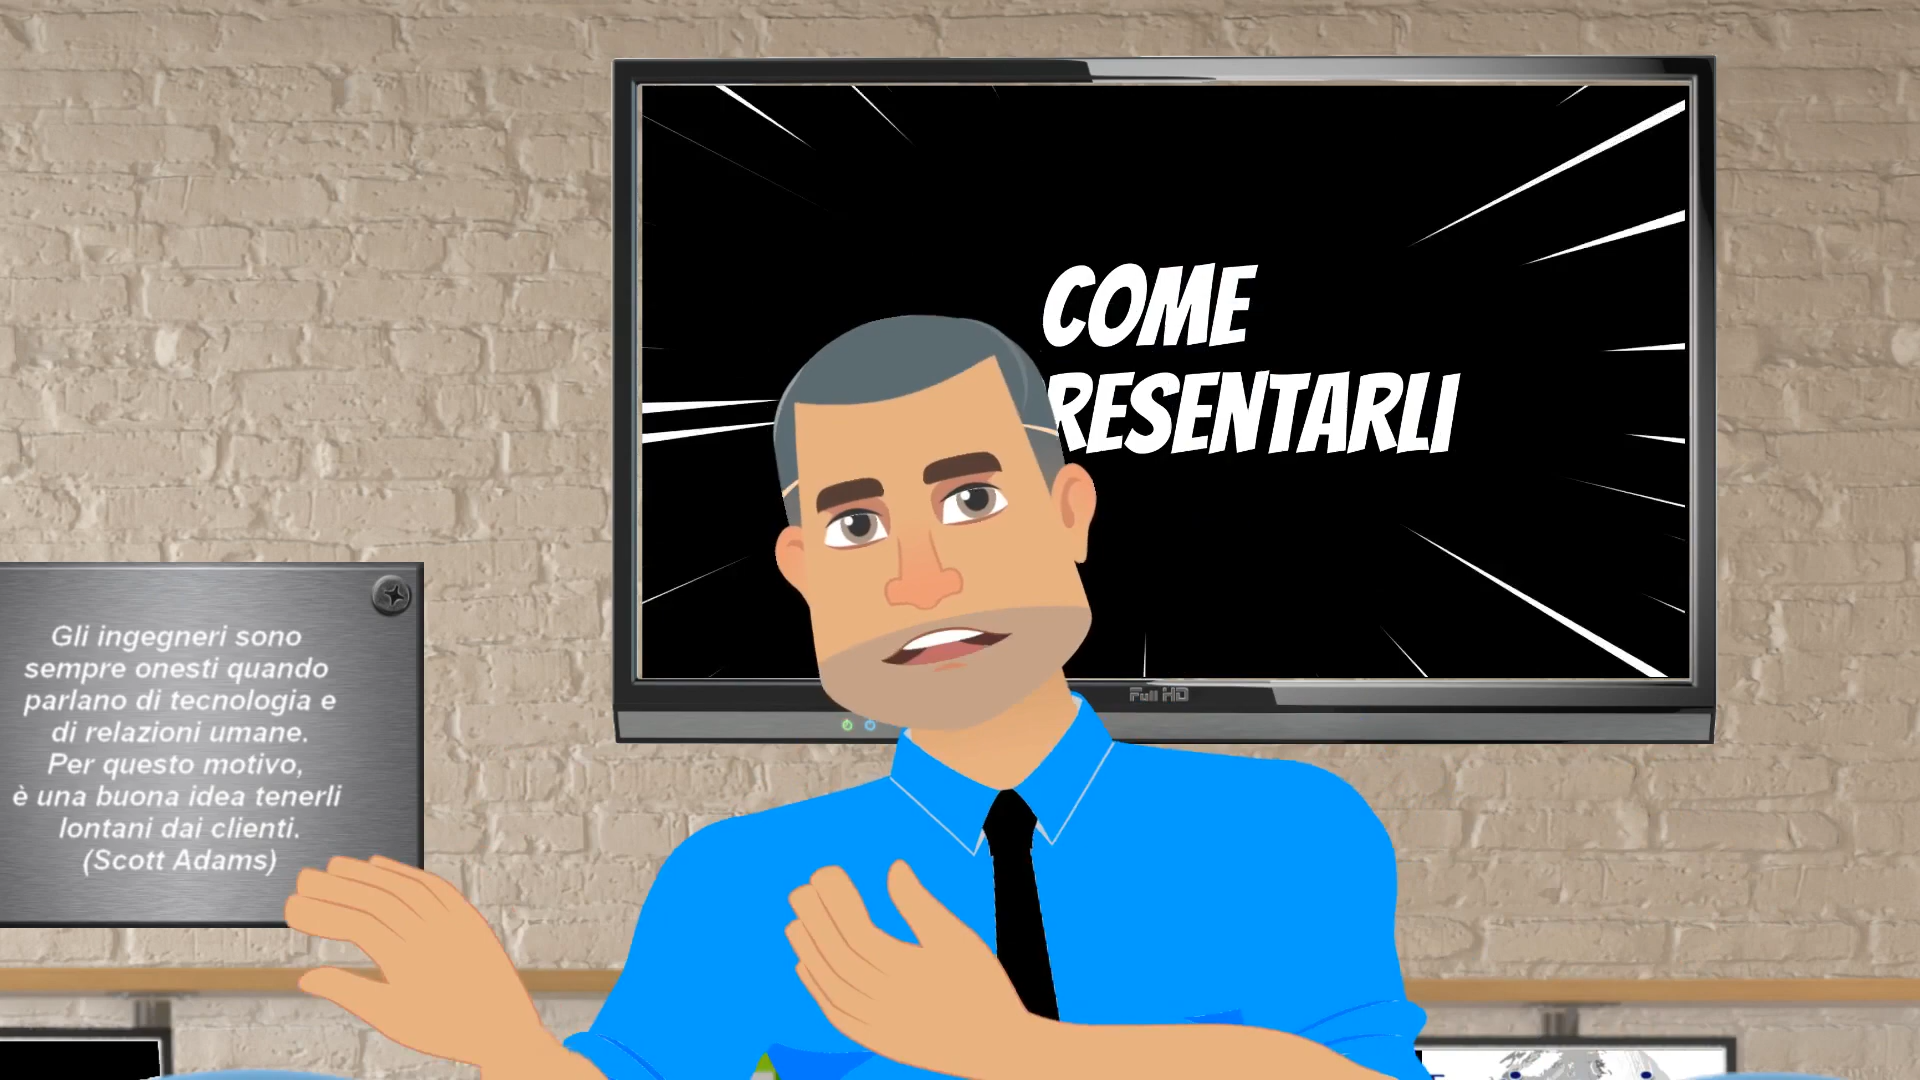 COME
RESENTARLI
Full HD
Gli ingegneri sono
sempre onesti quando
parlano di tecnologia e
di relazioni umane.
Per questo motivo,
è una buona idea tenerli
lontani dai clienti.
(Scott Adams)